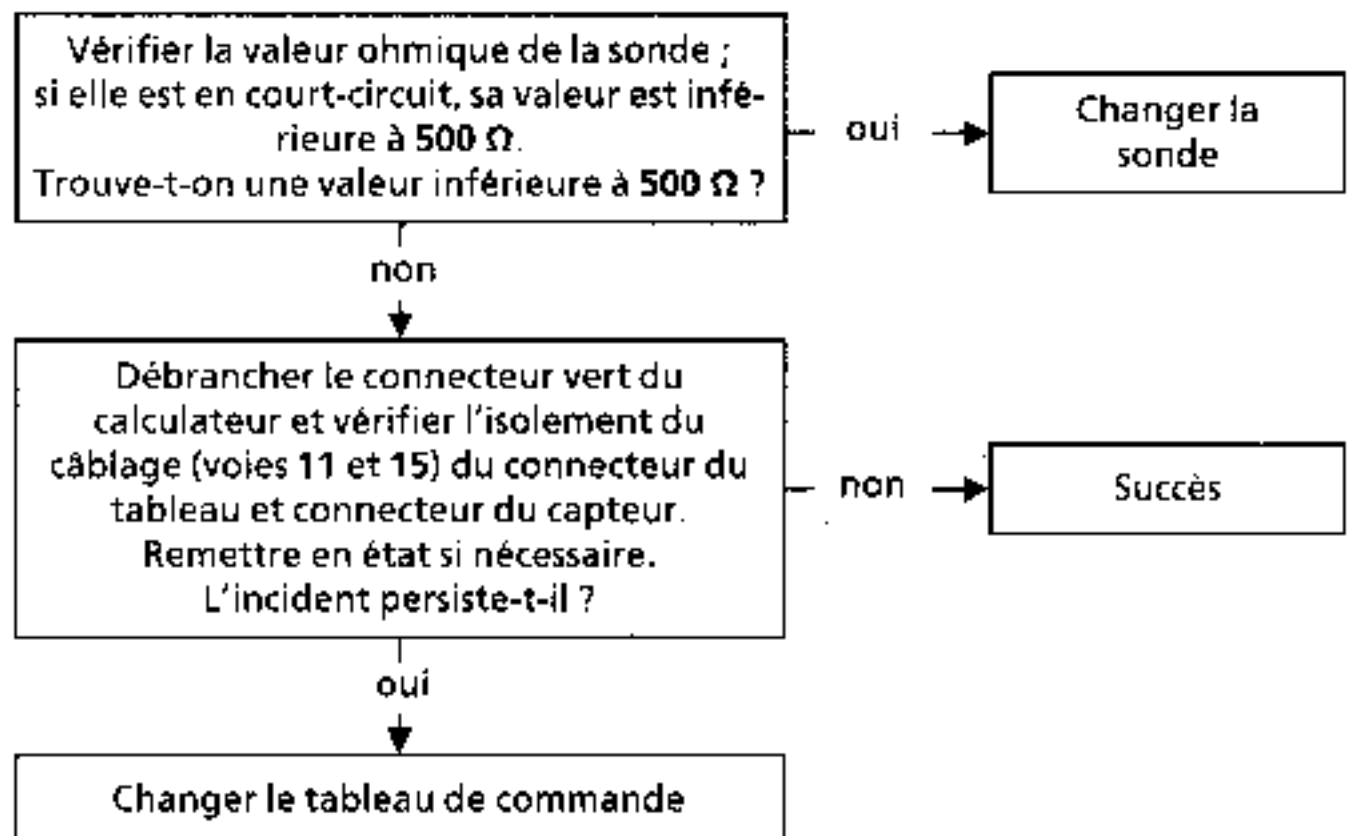 Vérifier la valeur ohmique de la sonde ;
si elle est en court-circuit, sa valeur est infé-
rieure à 500 Ω.
Trouve-t-on une valeur inférieure à 500 Ω ?
oui
Changer la
sonde
non
Débrancher le connecteur vert du
calculateur et vérifier l'isolement du
câblage (voies 11 et 15) du connecteur du
tableau et connecteur du capteur.
Remettre en état si nécessaire.
L'incident persiste-t-il ?
non
Succès
oui
Changer le tableau de commande